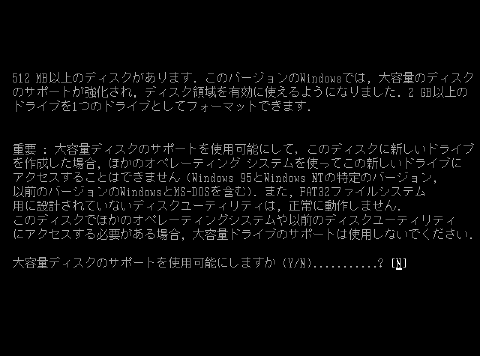 512 MB以上のディスクがあります. このバージョンのWindowsでは, 大容量のディスク
のサポートが強化され, ディスク領域を有効に使えるようになりました. 2 GB以上の
ドライブを1つのドライブとしてフォーマットできます.
重要 : 大容量ディスクのサポートを使用可能にして, このディスクに新しいドライブ
を作成した場合, ほかのオペレーティング システムを使ってこの新しいドライブに
アクセスすることはできません (Windows 95とWindows NTの特定のバージョン,
以前のバージョンのWindowsとMS-DOSを含む). また, FAT32ファイルシステム
用に設計されていないディスクユーティリティは, 正常に動作しません.
このディスクでほかのオペレーティングシステムや以前のディスクユーティリティ
にアクセスする必要がある場合, 大容量ドライブのサポートは使用しないでください.
大容量ディスクのサポートを使用可能にしますか (Y/N)...........? [N]